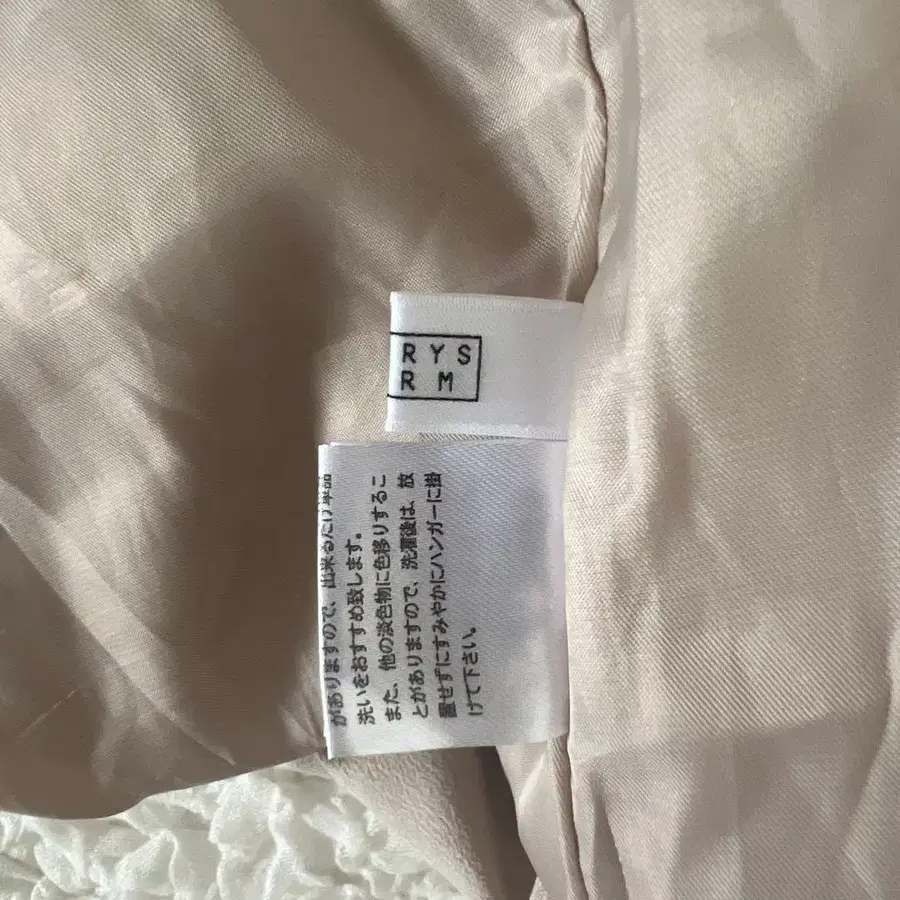 RYS
RM
がありますので、出来るだけ単品
洗いをおすすめ致します。
また、他の淡色物に色移りするこ
とがありますので、洗濯後は、放
置せずにすみやかにハンガーに掛
けて下さい。